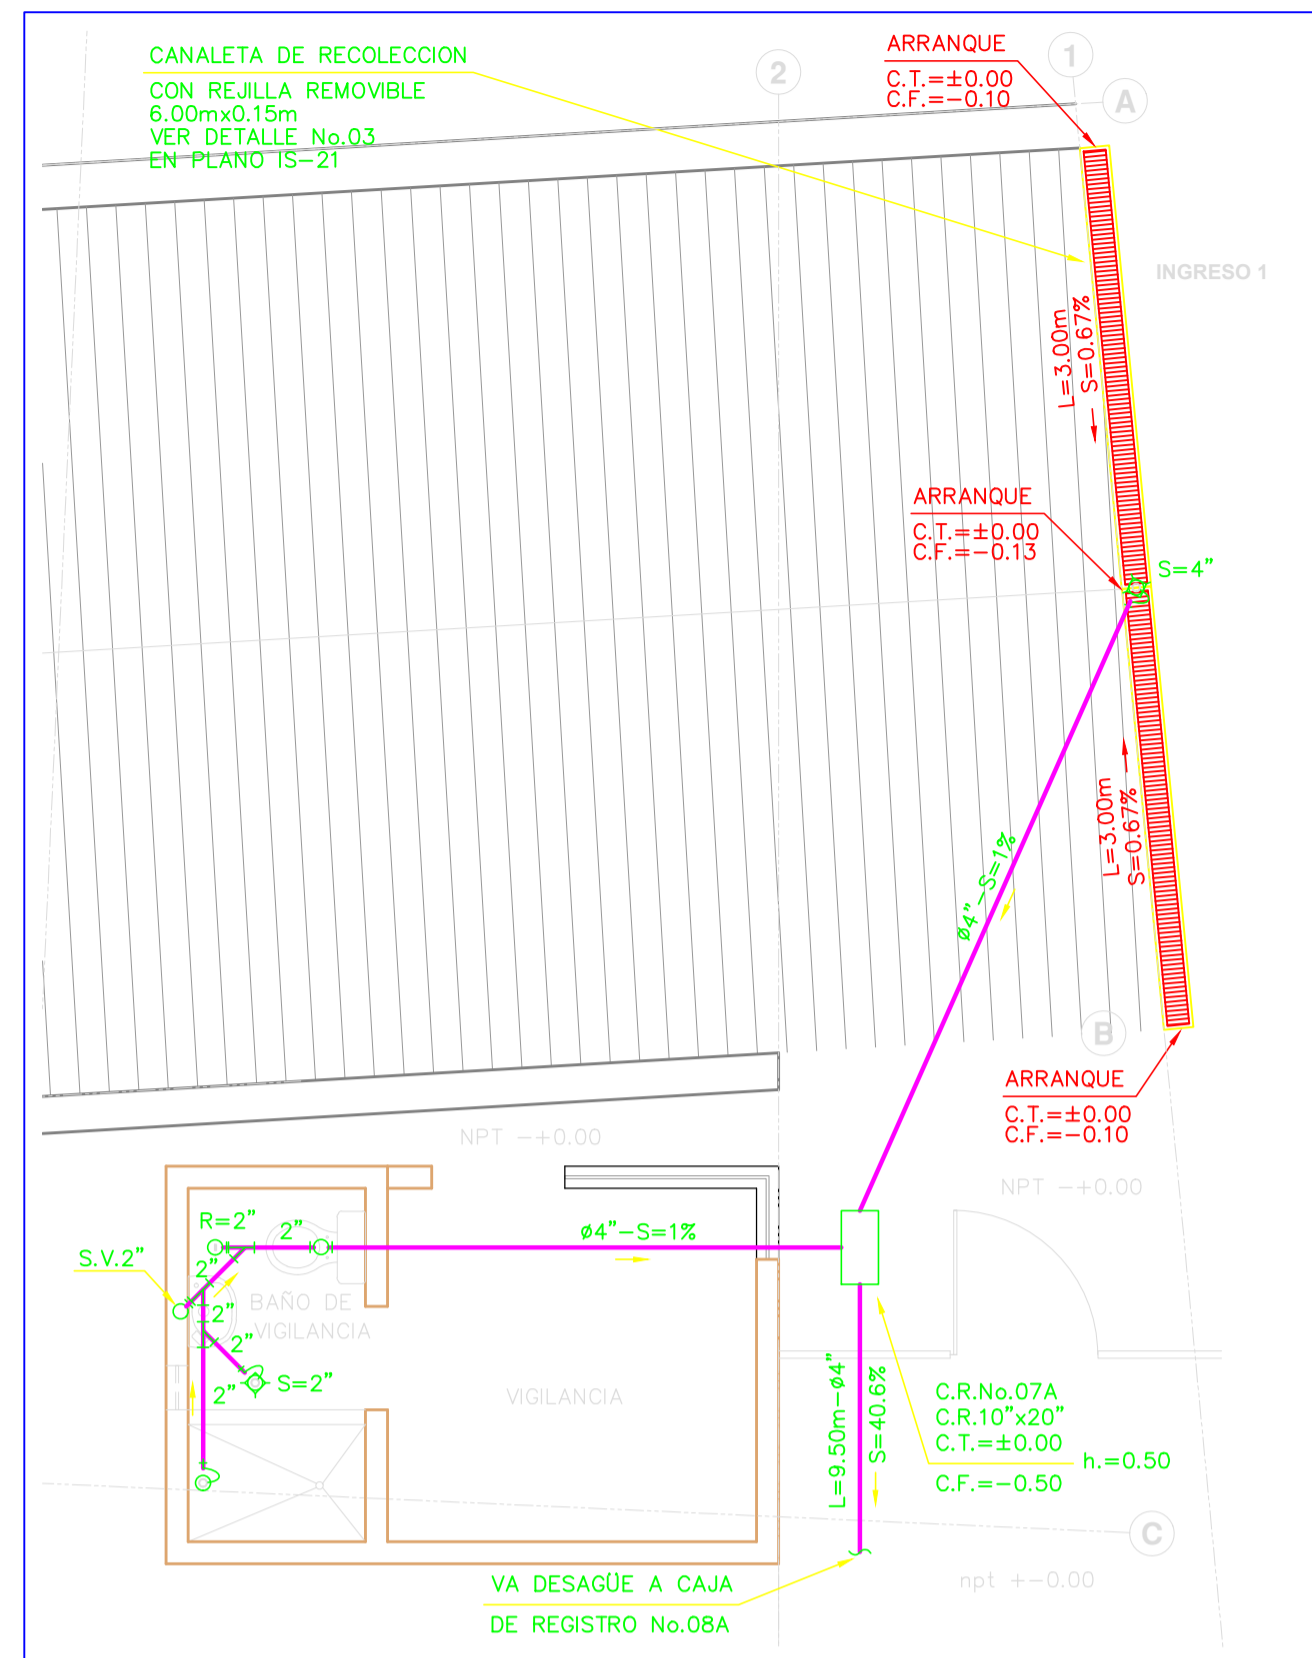 CANALETA DE RECOLECCION
CON REJILLA REMOVIBLE
6.00mx0.15m
VER DETALLE No.03
EN PLANO IS-21
2
ARRANQUE
C.T.=±0.00
C.F.=-0.10
1
A
INGRESO 1
L=3.00m
S=0.67%
ARRANQUE
C.T.=±0.00
C.F.=-0.13
S=4"
L=3.00m
S=0.67%
ø4"-S=1%
B
ARRANQUE
C.T.=±0.00
C.F.=-0.10
NPT -+0.00
NPT -+0.00
R=2"
2"
ø4"-S=1%
S.V.2"
2"
2"
BAÑO DE
VIGILANCIA
2"
2"
S=2"
VIGILANCIA
L=9.50m-ø4"
S=40.6%
C.R.No.07A
C.R.10"x20"
C.T.=±0.00
h.=0.50
C.F.=-0.50
C
VA DESAGÜE A CAJA
DE REGISTRO No.08A
npt +-0.00